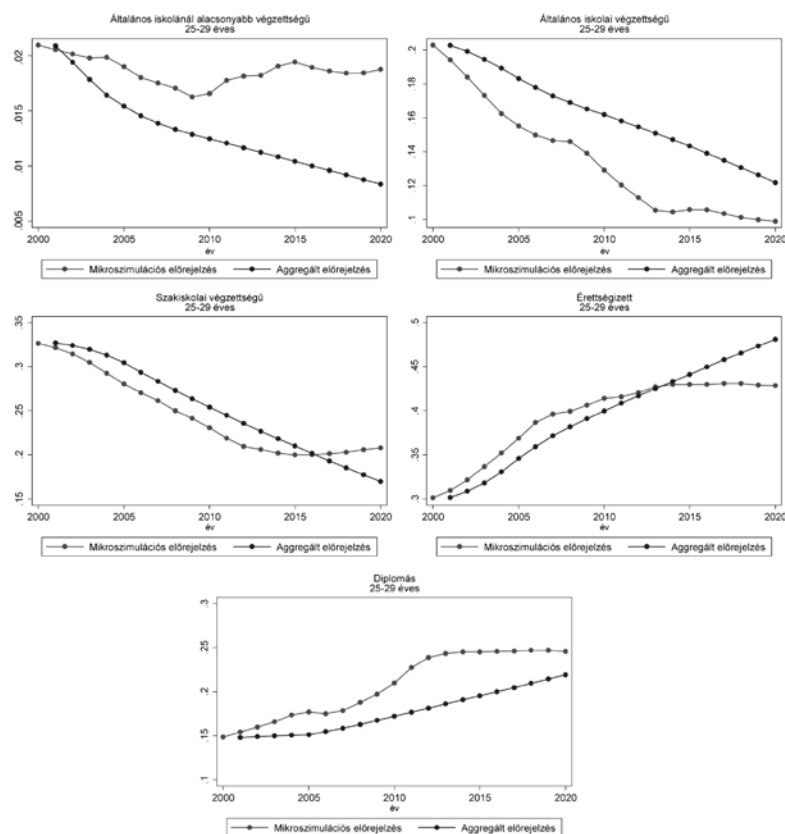 Általános iskolánál alacsonyabb végzettségű
25-29 éves
.02
.015
.01
.005
2000
2005
2010
2015
2020
év
Mikroszimulációs előrejelzés
Aggregált előrejelzés
Általános iskolai végzettségű
25-29 éves
.2
.18
.16
.14
.12
.1
2000
2005
2010
2015
2020
év
Mikroszimulációs előrejelzés
Aggregált előrejelzés
Szakiskolai végzettségű
25-29 éves
.35
.3
.25
.2
.15
2000
2005
2010
2015
2020
év
Mikroszimulációs előrejelzés
Aggregált előrejelzés
Érettségizett
25-29 éves
.5
.45
.4
.35
.3
2000
2005
2010
2015
2020
év
Mikroszimulációs előrejelzés
Aggregált előrejelzés
Diplomás
25-29 éves
.3
.25
.2
.15
.1
2000
2005
2010
2015
2020
év
Mikroszimulációs előrejelzés
Aggregált előrejelzés